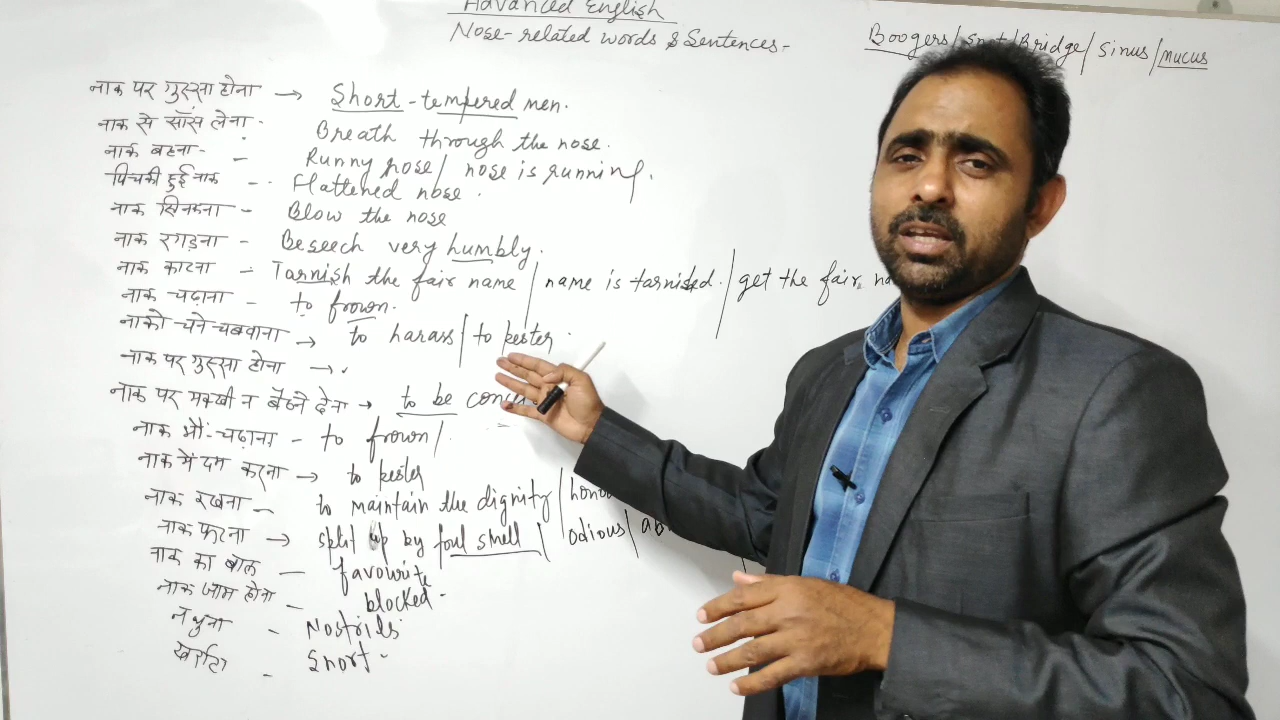 Advanced English
Nose-related words & Sentences-
Boogers/Snot/Bridge/Sinus/mucus
नाक पर गुस्सा होना → Short-tempered men.
नाक से साँस लेना - Breath through the nose.
नाक बहना - Runny nose/ nose is running.
पिचकी हुई नाक - Flattened nose.
नाक सिनकना - Blow the nose
नाक रगड़ना - Beseech very humbly.
नाक काटना - Tarnish the fair name / name is tarnished. / get the fair
नाक चढ़ाना - to frown.
नाको चने चबवाना → to harass/ to pester.
नाक पर गुस्सा होना →
नाक पर मक्खी न बैठने देना → to be
नाक भौं-चढ़ाना - to frown/.
नाक में दम करना → to pester
नाक रखना - to maintain the dignity/
नाक फटना → split up by foul smell / odious/
नाक का बाल - favourite
नाक जाम होना - blocked.
नथुना - Nostrils
खर्राटा - Snort.